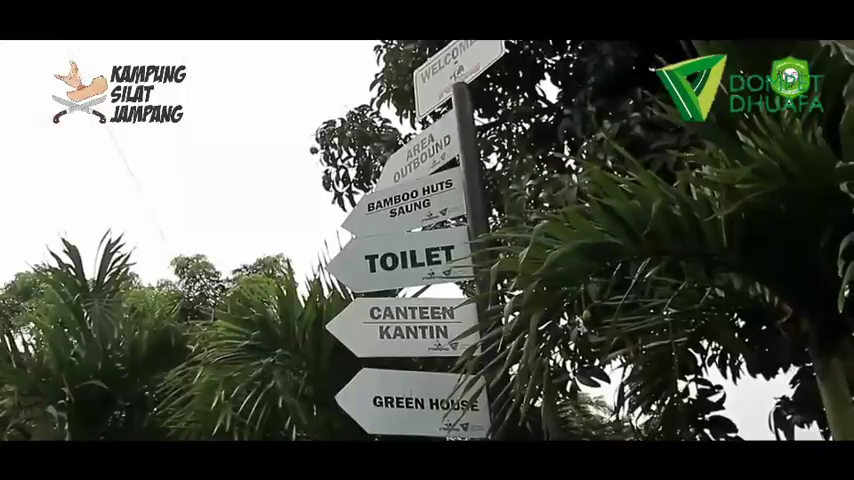 KAMPUNG
SILAT
JAMPANG
DOMPET
DHUAFA
WELCOME
AREA
OUTBOUND
BAMBOO HUTS
SAUNG
TOILET
CANTEEN
KANTIN
GREEN HOUSE